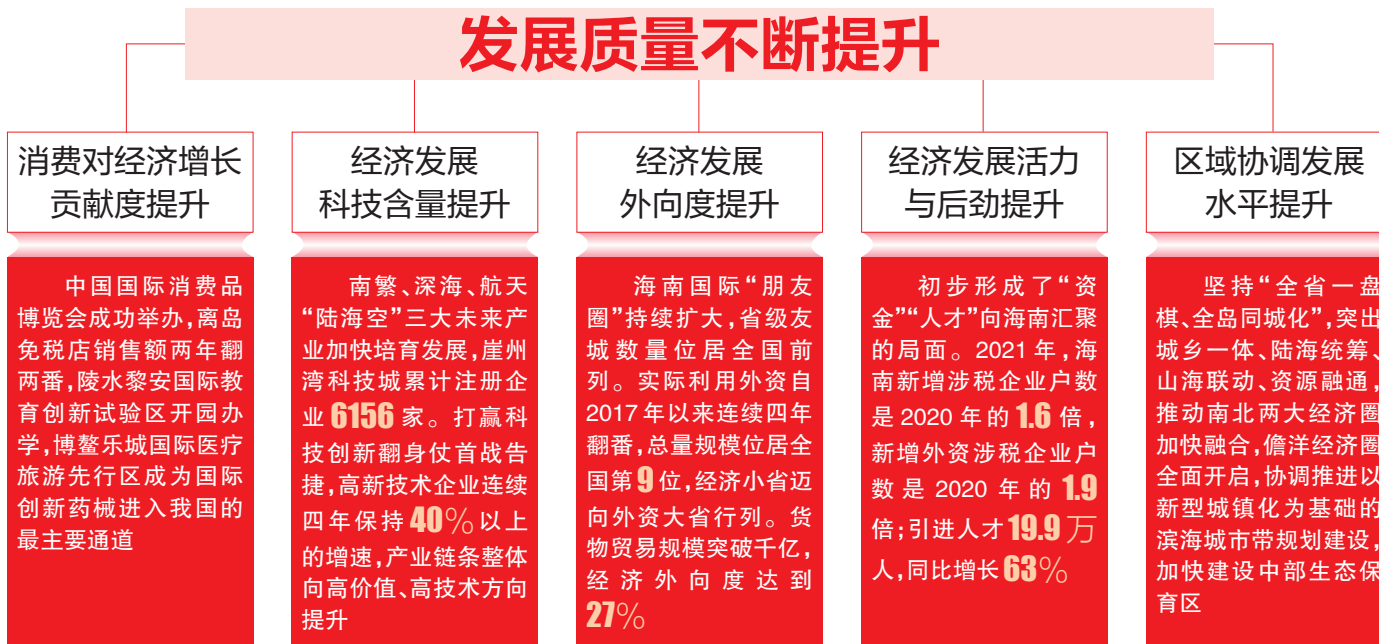 发展质量不断提升
消费对经济增长
贡献度提升
中国国际消费品
博览会成功举办,离岛
免税店销售额两年翻
两番,陵水黎安国际教
育创新试验区开园办
学,博鳌乐城国际医疗
旅游先行区成为国际
创新药械进入我国的
最主要通道
经济发展
科技含量提升
南繁、深海、航天
“陆海空”三大未来产
业加快培育发展,崖州
湾科技城累计注册企
业6156家。打赢科
技创新翻身仗首战告
捷,高新技术企业连续
四年保持40%以上
的增速,产业链条整体
向高价值、高技术方向
提升
经济发展
外向度提升
海南国际“朋友
圈”持续扩大,省级友
城数量位居全国前
列。实际利用外资自
2017年以来连续四年
翻番,总量规模位居全
国第9位,经济小省迈
向外资大省行列。货
物贸易规模突破千亿,
经济外向度达到
27%
经济发展活力
与后劲提升
初步形成了“资
金”“人才”向海南汇聚
的局面。2021年,海
南新增涉税企业户数
是2020年的1.6倍,
新增外资涉税企业户
数是2020年的1.9
倍;引进人才19.9万
人,同比增长63%
区域协调发展
水平提升
坚持“全省一盘
棋、全岛同城化”,突出
城乡一体、陆海统筹、
山海联动、资源融通,
推动南北两大经济圈
加快融合,儋洋经济圈
全面开启,协调推进以
新型城镇化为基础的
滨海城市带规划建设,
加快建设中部生态保
育区